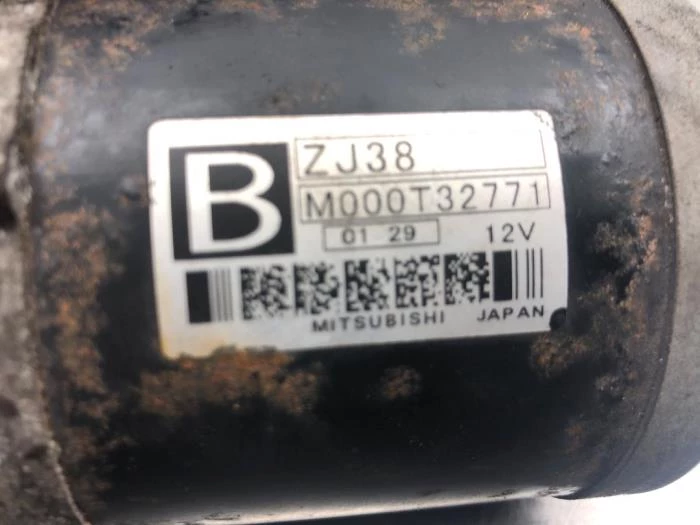 B
ZJ38
M000T32771
01 29 12V
MITSUBISHI JAPAN